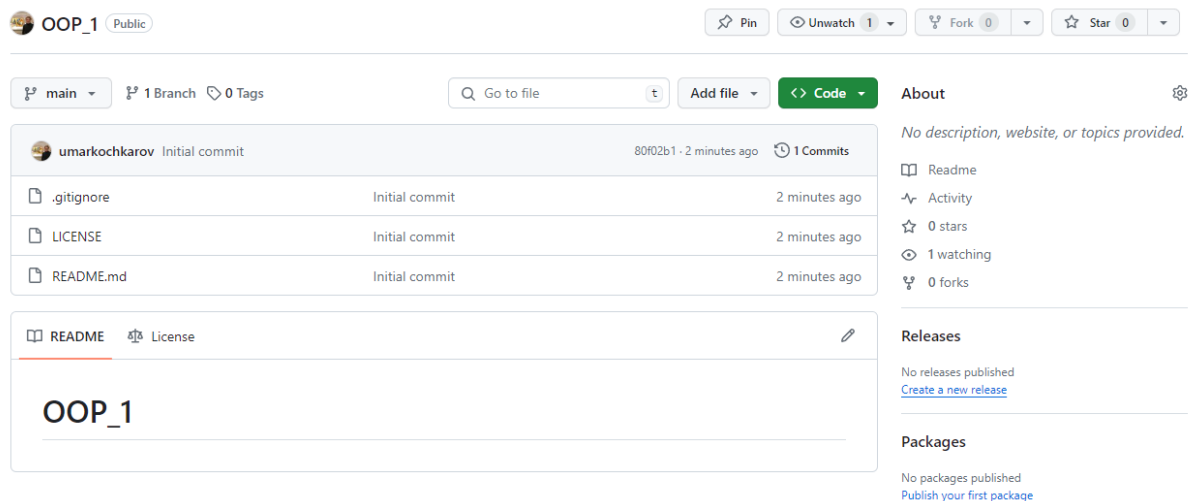 OOP_1 Public Pin Unwatch 1 Fork 0 Star 0
main 1 Branch 0 Tags Go to file t Add file Code
umarkochkarov Initial commit 80f02b1 · 2 minutes ago 1 Commits
.gitignore Initial commit 2 minutes ago
LICENSE Initial commit 2 minutes ago
README.md Initial commit 2 minutes ago
README License
OOP_1
About
No description, website, or topics provided.
Readme
Activity
0 stars
1 watching
0 forks
Releases
No releases published
Create a new release
Packages
No packages published
Publish your first package